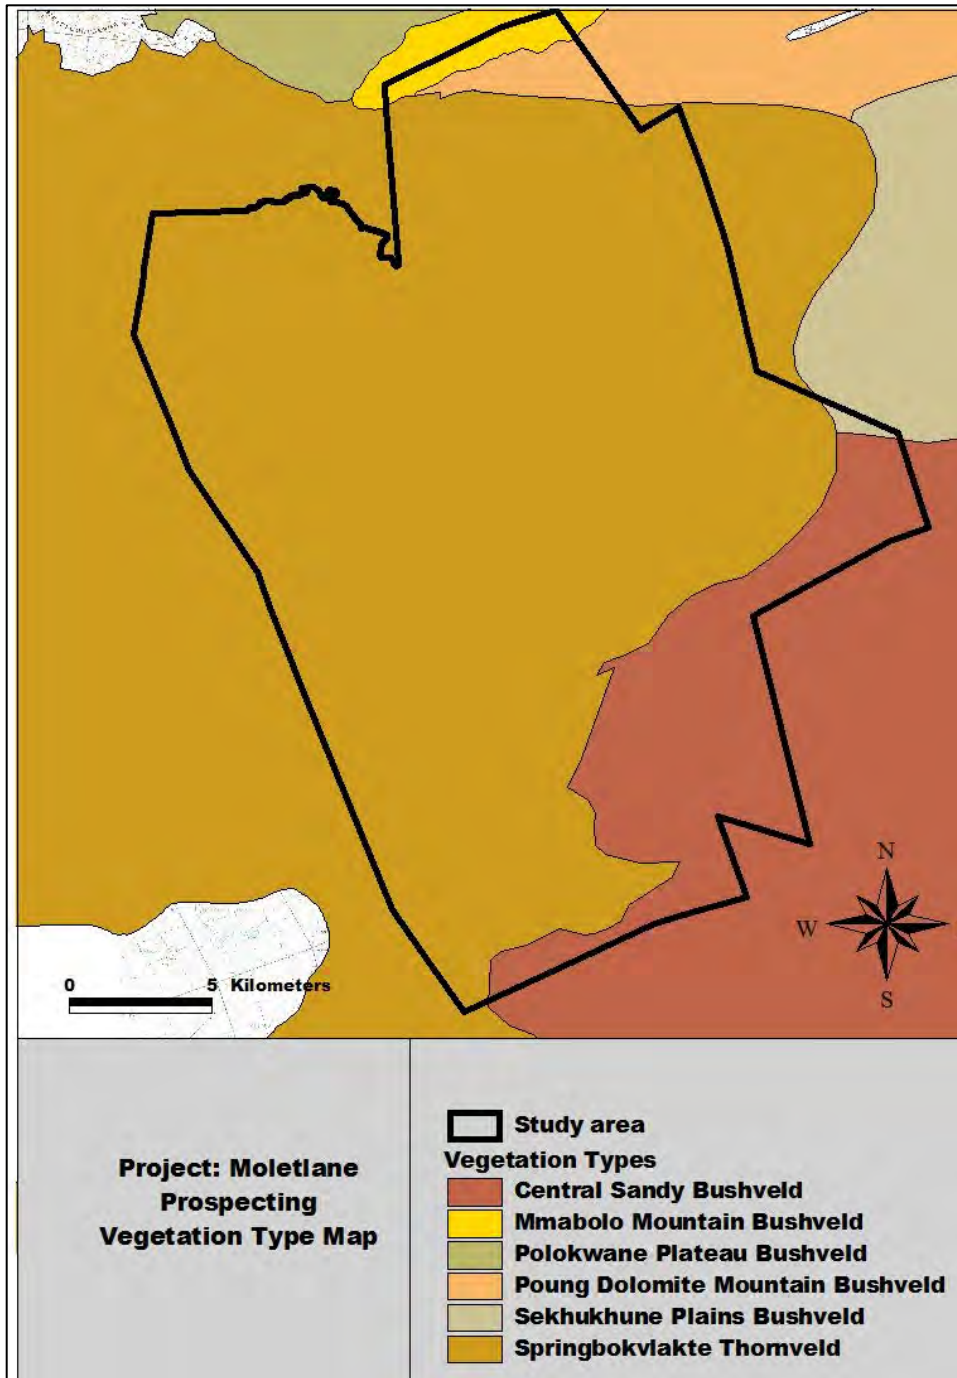 N
W
S
0 5 Kilometers
Project: Moletlane
Prospecting
Vegetation Type Map
Study area
Vegetation Types
Central Sandy Bushveld
Mmabolo Mountain Bushveld
Polokwane Plateau Bushveld
Poung Dolomite Mountain Bushveld
Sekhukhune Plains Bushveld
Springbokvlakte Thornveld